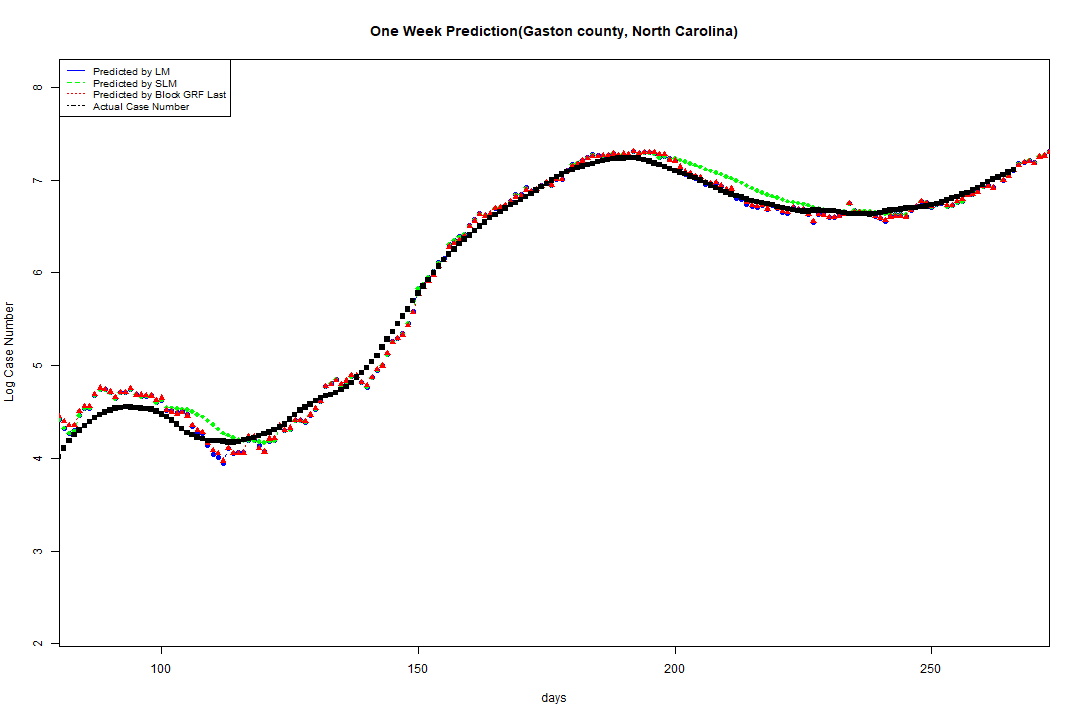 One Week Prediction(Gaston county, North Carolina)
Predicted by LM
Predicted by SLM
Predicted by Block GRF Last
Actual Case Number
8
7
6
5
4
3
2
Log Case Number
100 150 200 250
days